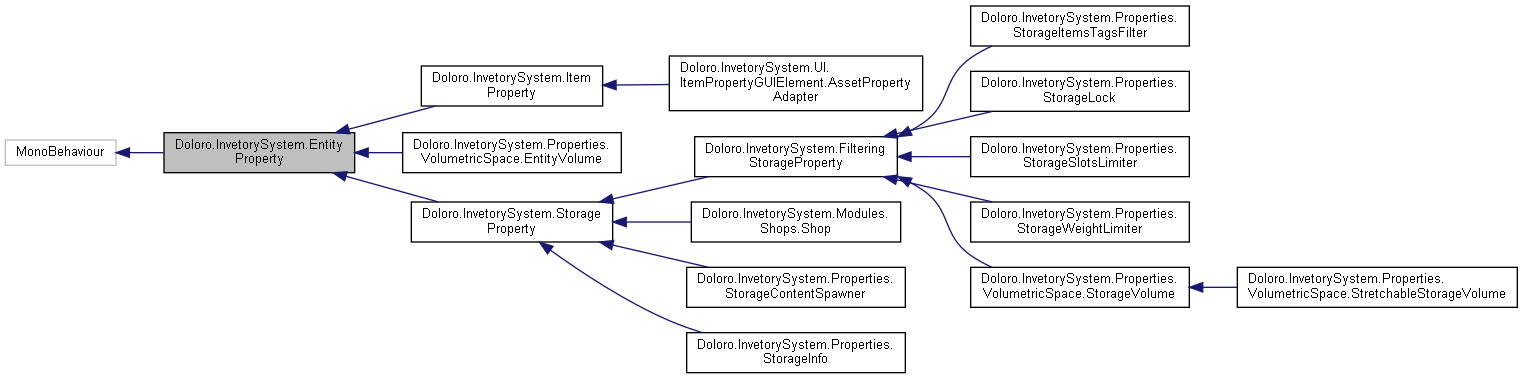 MonoBehaviour
Doloro.InvetorySystem.Entity
Property
Doloro.InvetorySystem.Item
Property
Doloro.InvetorySystem.Properties.
VolumetricSpace.EntityVolume
Doloro.InvetorySystem.Storage
Property
Doloro.InvetorySystem.UI.
ItemPropertyGUIElement.AssetProperty
Adapter
Doloro.InvetorySystem.Filtering
StorageProperty
Doloro.InvetorySystem.Modules.
Shops.Shop
Doloro.InvetorySystem.Properties.
StorageContentSpawner
Doloro.InvetorySystem.Properties.
StorageInfo
Doloro.InvetorySystem.Properties.
StorageItemsTagsFilter
Doloro.InvetorySystem.Properties.
StorageLock
Doloro.InvetorySystem.Properties.
StorageSlotsLimiter
Doloro.InvetorySystem.Properties.
StorageWeightLimiter
Doloro.InvetorySystem.Properties.
VolumetricSpace.StorageVolume
Doloro.InvetorySystem.Properties.
VolumetricSpace.StretchableStorageVolume